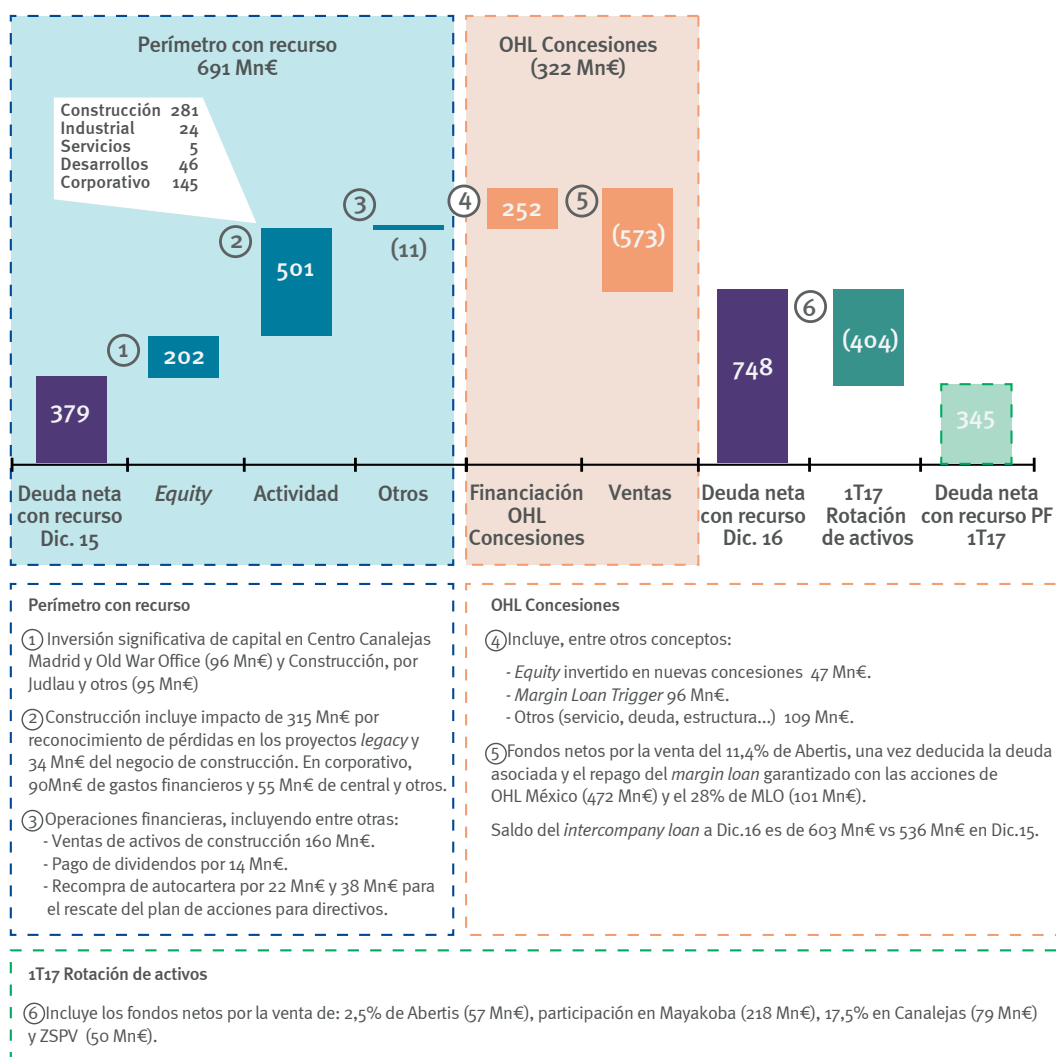 Perímetro con recurso
691 Mn€
OHL Concesiones
(322 Mn€)
Construcción 281
Industrial 24
Servicios 5
Desarrollos 46
Corporativo 145
379
1
202
2
501
3
(11)
4
252
5
(573)
748
6
(404)
345
Deuda neta
con recurso
Dic. 15
Equity
Actividad
Otros
Financiación
OHL
Concesiones
Ventas
Deuda neta
con recurso
Dic. 16
1T17
Rotación
de activos
Deuda neta
con recurso PF
1T17
Perímetro con recurso
1 Inversión significativa de capital en Centro Canalejas
Madrid y Old War Office (96 Mn€) y Construcción, por
Judlau y otros (95 Mn€)
2 Construcción incluye impacto de 315 Mn€ por
reconocimiento de pérdidas en los proyectos legacy y
34 Mn€ del negocio de construcción. En corporativo,
90Mn€ de gastos financieros y 55 Mn€ de central y otros.
3 Operaciones financieras, incluyendo entre otras:
- Ventas de activos de construcción 160 Mn€.
- Pago de dividendos por 14 Mn€.
- Recompra de autocartera por 22 Mn€ y 38 Mn€ para
el rescate del plan de acciones para directivos.
OHL Concesiones
4 Incluye, entre otros conceptos:
- Equity invertido en nuevas concesiones 47 Mn€.
- Margin Loan Trigger 96 Mn€.
- Otros (servicio, deuda, estructura...) 109 Mn€.
5 Fondos netos por la venta del 11,4% de Abertis, una vez deducida la deuda
asociada y el repago del margin loan garantizado con las acciones de
OHL México (472 Mn€) y el 28% de MLO (101 Mn€).
Saldo del intercompany loan a Dic.16 es de 603 Mn€ vs 536 Mn€ en Dic.15.
1T17 Rotación de activos
6 Incluye los fondos netos por la venta de: 2,5% de Abertis (57 Mn€), participación en Mayakoba (218 Mn€), 17,5% en Canalejas (79 Mn€)
y ZSPV (50 Mn€).